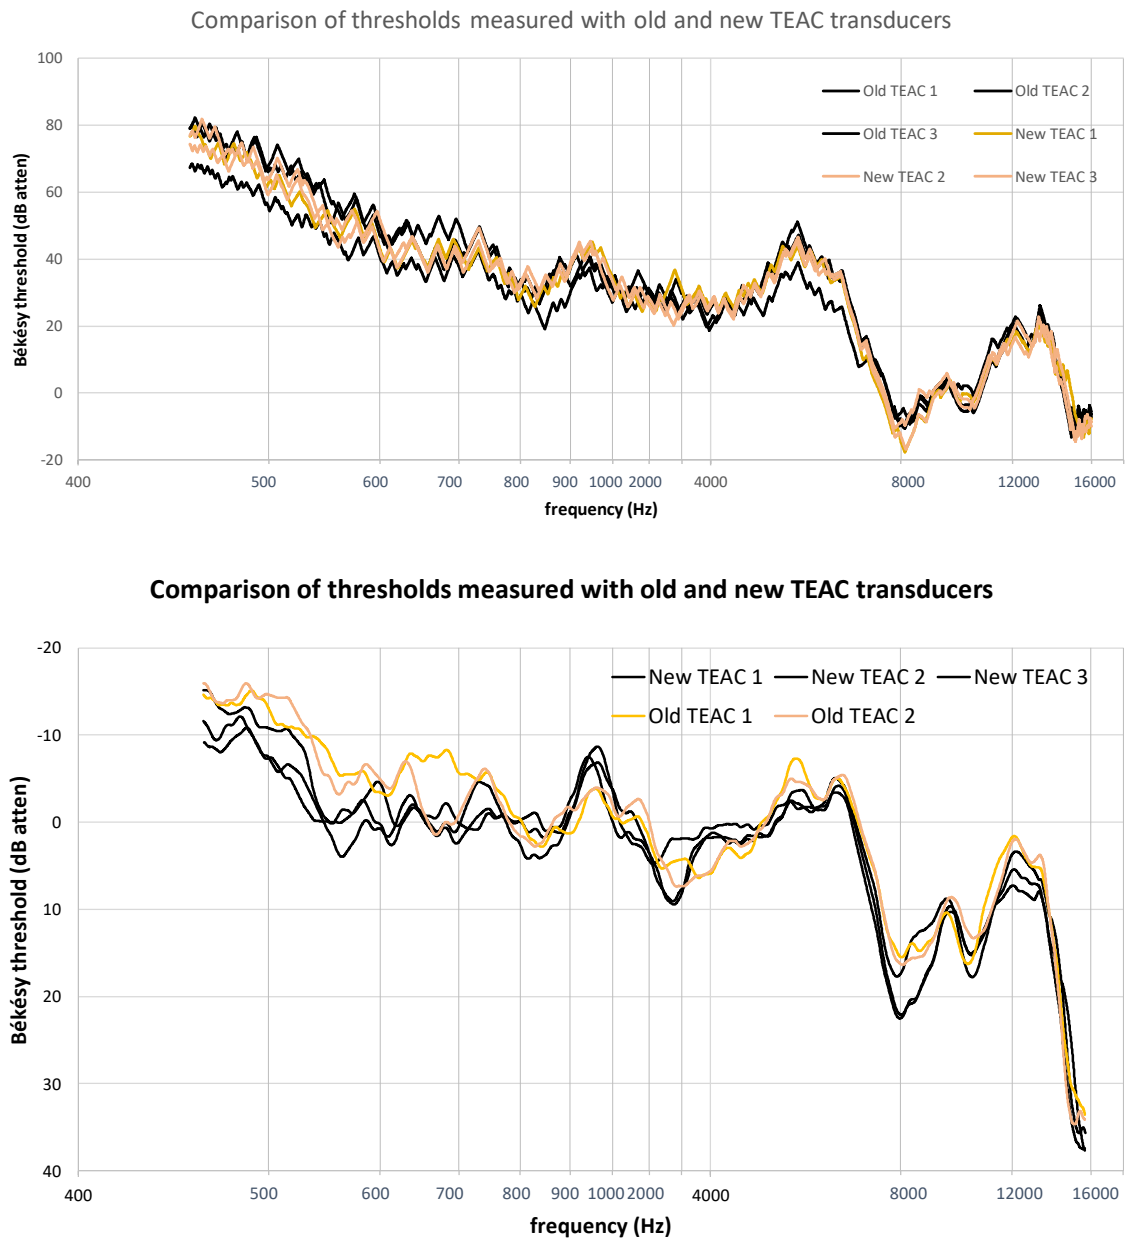 Comparison of thresholds measured with old and new TEAC transducers
100
Old TEAC 1 Old TEAC 2
80
Old TEAC 3 New TEAC 1
60
New TEAC 2 New TEAC 3
40
20
0
-20
Békésy threshold (dB atten)
400 500 600 700 800 900 1000 2000 4000 8000 12000 16000
frequency (Hz)
Comparison of thresholds measured with old and new TEAC transducers
-20
New TEAC 1 New TEAC 2 New TEAC 3
Old TEAC 1 Old TEAC 2
-10
0
10
20
30
40
Békésy threshold (dB atten)
400 500 600 700 800 900 1000 2000 4000 8000 12000 16000
frequency (Hz)